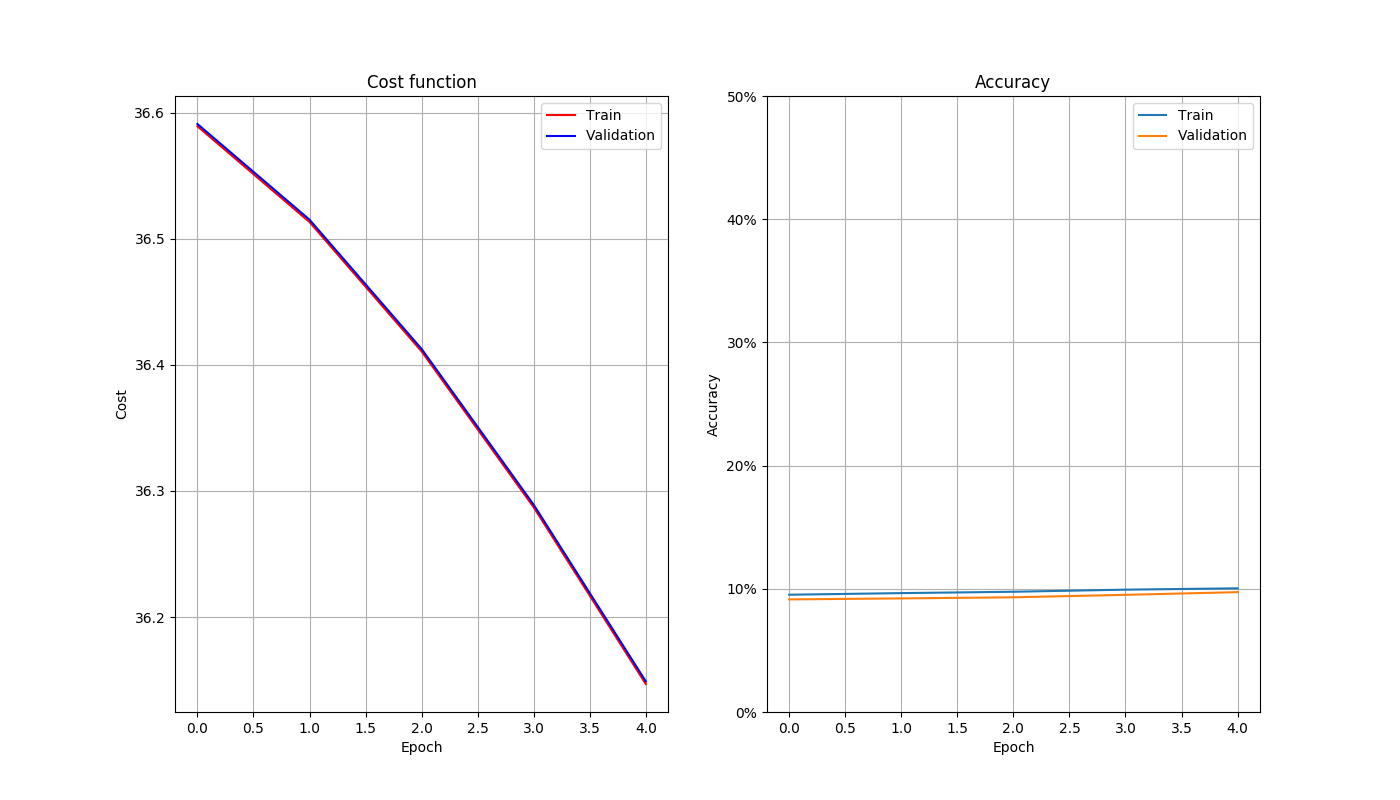 Cost function
Train
Validation
36.6
36.5
36.4
36.3
36.2
Cost
0.0 0.5 1.0 1.5 2.0 2.5 3.0 3.5 4.0
Epoch
Accuracy
Train
Validation
50%
40%
30%
20%
10%
0%
Accuracy
0.0 0.5 1.0 1.5 2.0 2.5 3.0 3.5 4.0
Epoch